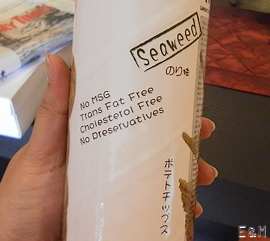 Seaweed
のり味
No MSG
Trans Fat Free
Cholesterol Free
No Dreservatives
ポテトチップス
E&M